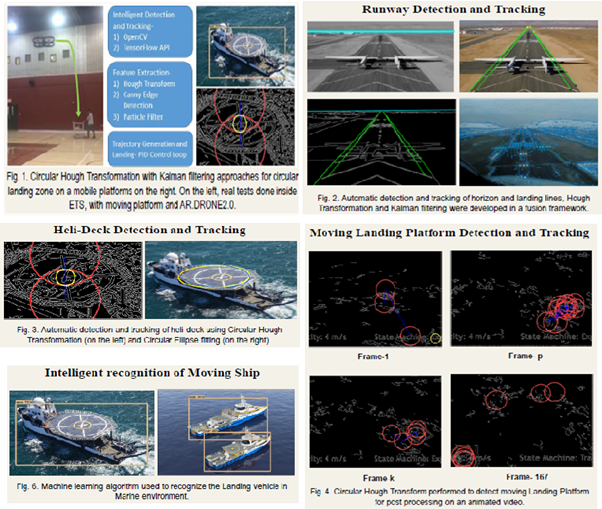 Intelligent Detection
and Tracking-
1) OpenCV
2) TensorFlow API
Feature Extraction-
1) Hough Transform
2) Canny Edge
Detection
3) Particle Filter
Trajectory Generation and
Landing- PID Control loop
Fig. 1. Circular Hough Transformation with Kalman filtering approaches for circular
landing zone on a mobile platforms on the right. On the left, real tests done inside
ETS, with moving platform and AR.DRONE2.0.
Runway Detection and Tracking
Fig. 2. Automatic detection and tracking of horizon and landing lines, Hough
Transformation and Kalman filtering were developed in a fusion framework.
Heli-Deck Detection and Tracking
Fig. 3. Automatic detection and tracking of heli deck using Circular Hough
Transformation (on the left) and Circular Ellipse fitting (on the right)
Intelligent recognition of Moving Ship
Fig. 6. Machine learning algorithm used to recognize the Landing vehicle in
Marine environment.
Moving Landing Platform Detection and Tracking
ity: 4 m/s
State Machine:
Frame-1
4 m/s
State Machine:
Frame- p
ity: 4 m/s
State Machine:
Frame k
4 m/s
State Machine:
Frame- 167
Fig. 4. Circular Hough Transform performed to detect moving Landing Platform
for post processing on an animated video.